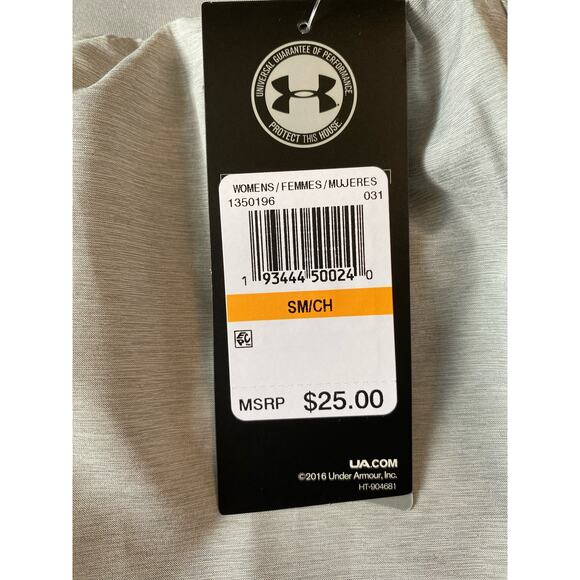 UNIVERSAL GUARANTEE OF PERFORMANCE.
PROTECT THIS HOUSE.
WOMENS/FEMMES/MUJERES
1350196 031
1 93444 50024 0
SM/CH
MSRP $25.00
UA.COM
©2016 Under Armour, Inc.
HT-904681